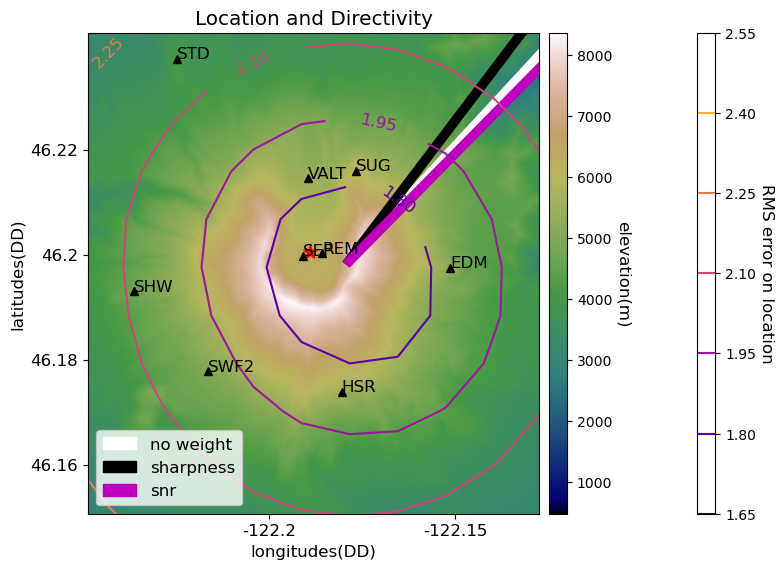 Location and Directivity
2.25
STD
2.10
1.95
VALT
SUG
1.80
SEP
REM
EDM
SHW
SWF2
HSR
46.22
46.2
46.18
46.16
latitudes(DD)
no weight
sharpness
snr
-122.2
-122.15
longitudes(DD)
8000
7000
6000
5000
4000
3000
2000
1000
elevation(m)
2.55
2.40
2.25
2.10
1.95
1.80
1.65
RMS error on location